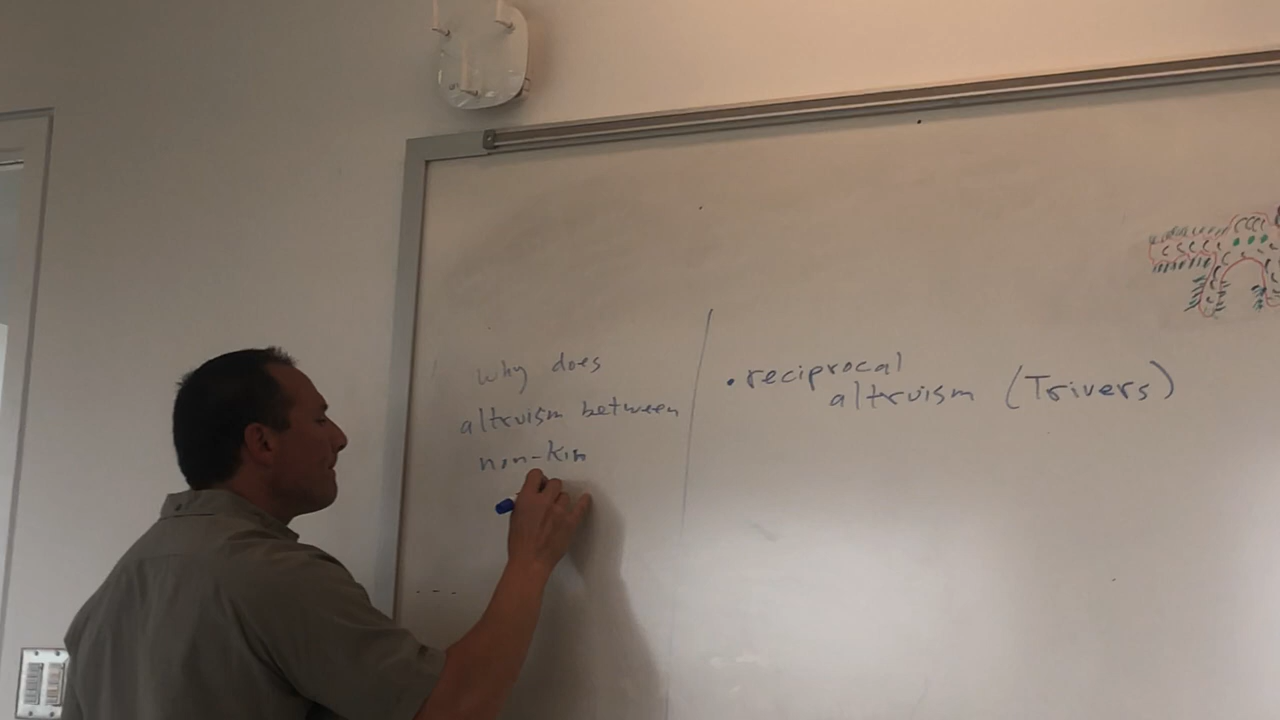 why does
altruism between
non-kin
• reciprocal
altruism (Trivers)